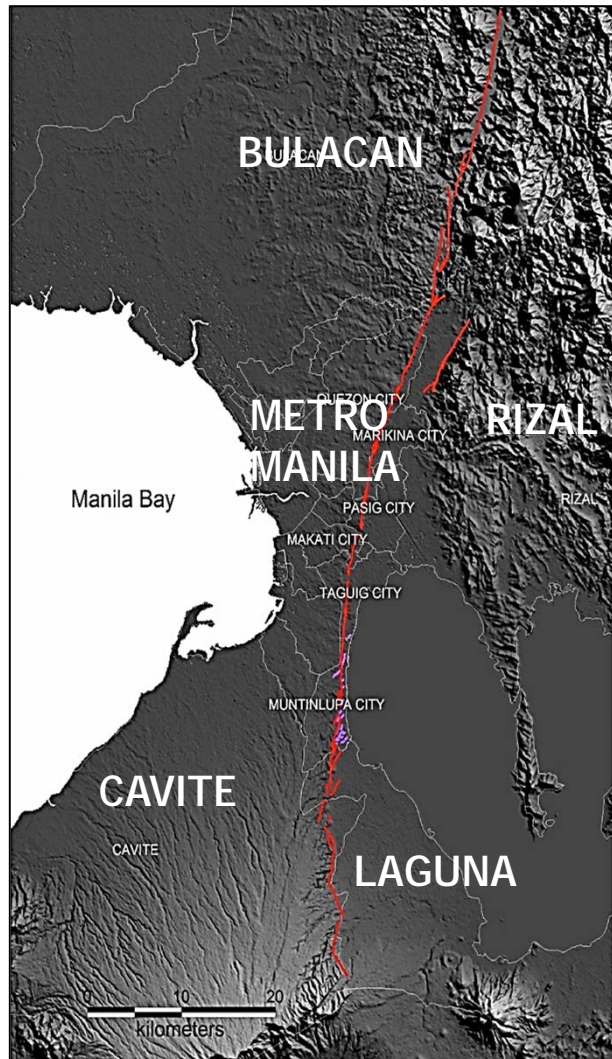 BULACAN
BULACAN
QUEZON CITY
METRO
MANILA
RIZAL
MARIKINA CITY
Manila Bay
RIZAL
PASIG CITY
MAKATI CITY
TAGUIG CITY
MUNTINLUPA CITY
CAVITE
CAVITE
LAGUNA
0 10 20
kilometers